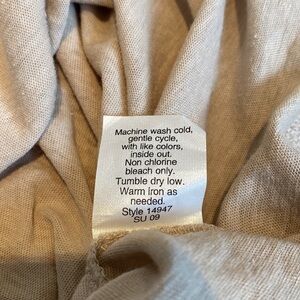 Machine wash cold,
gentle cycle,
with like colors,
inside out.
Non chlorine
bleach only.
Tumble dry low.
Warm iron as
needed.
Style 14947
SU 09